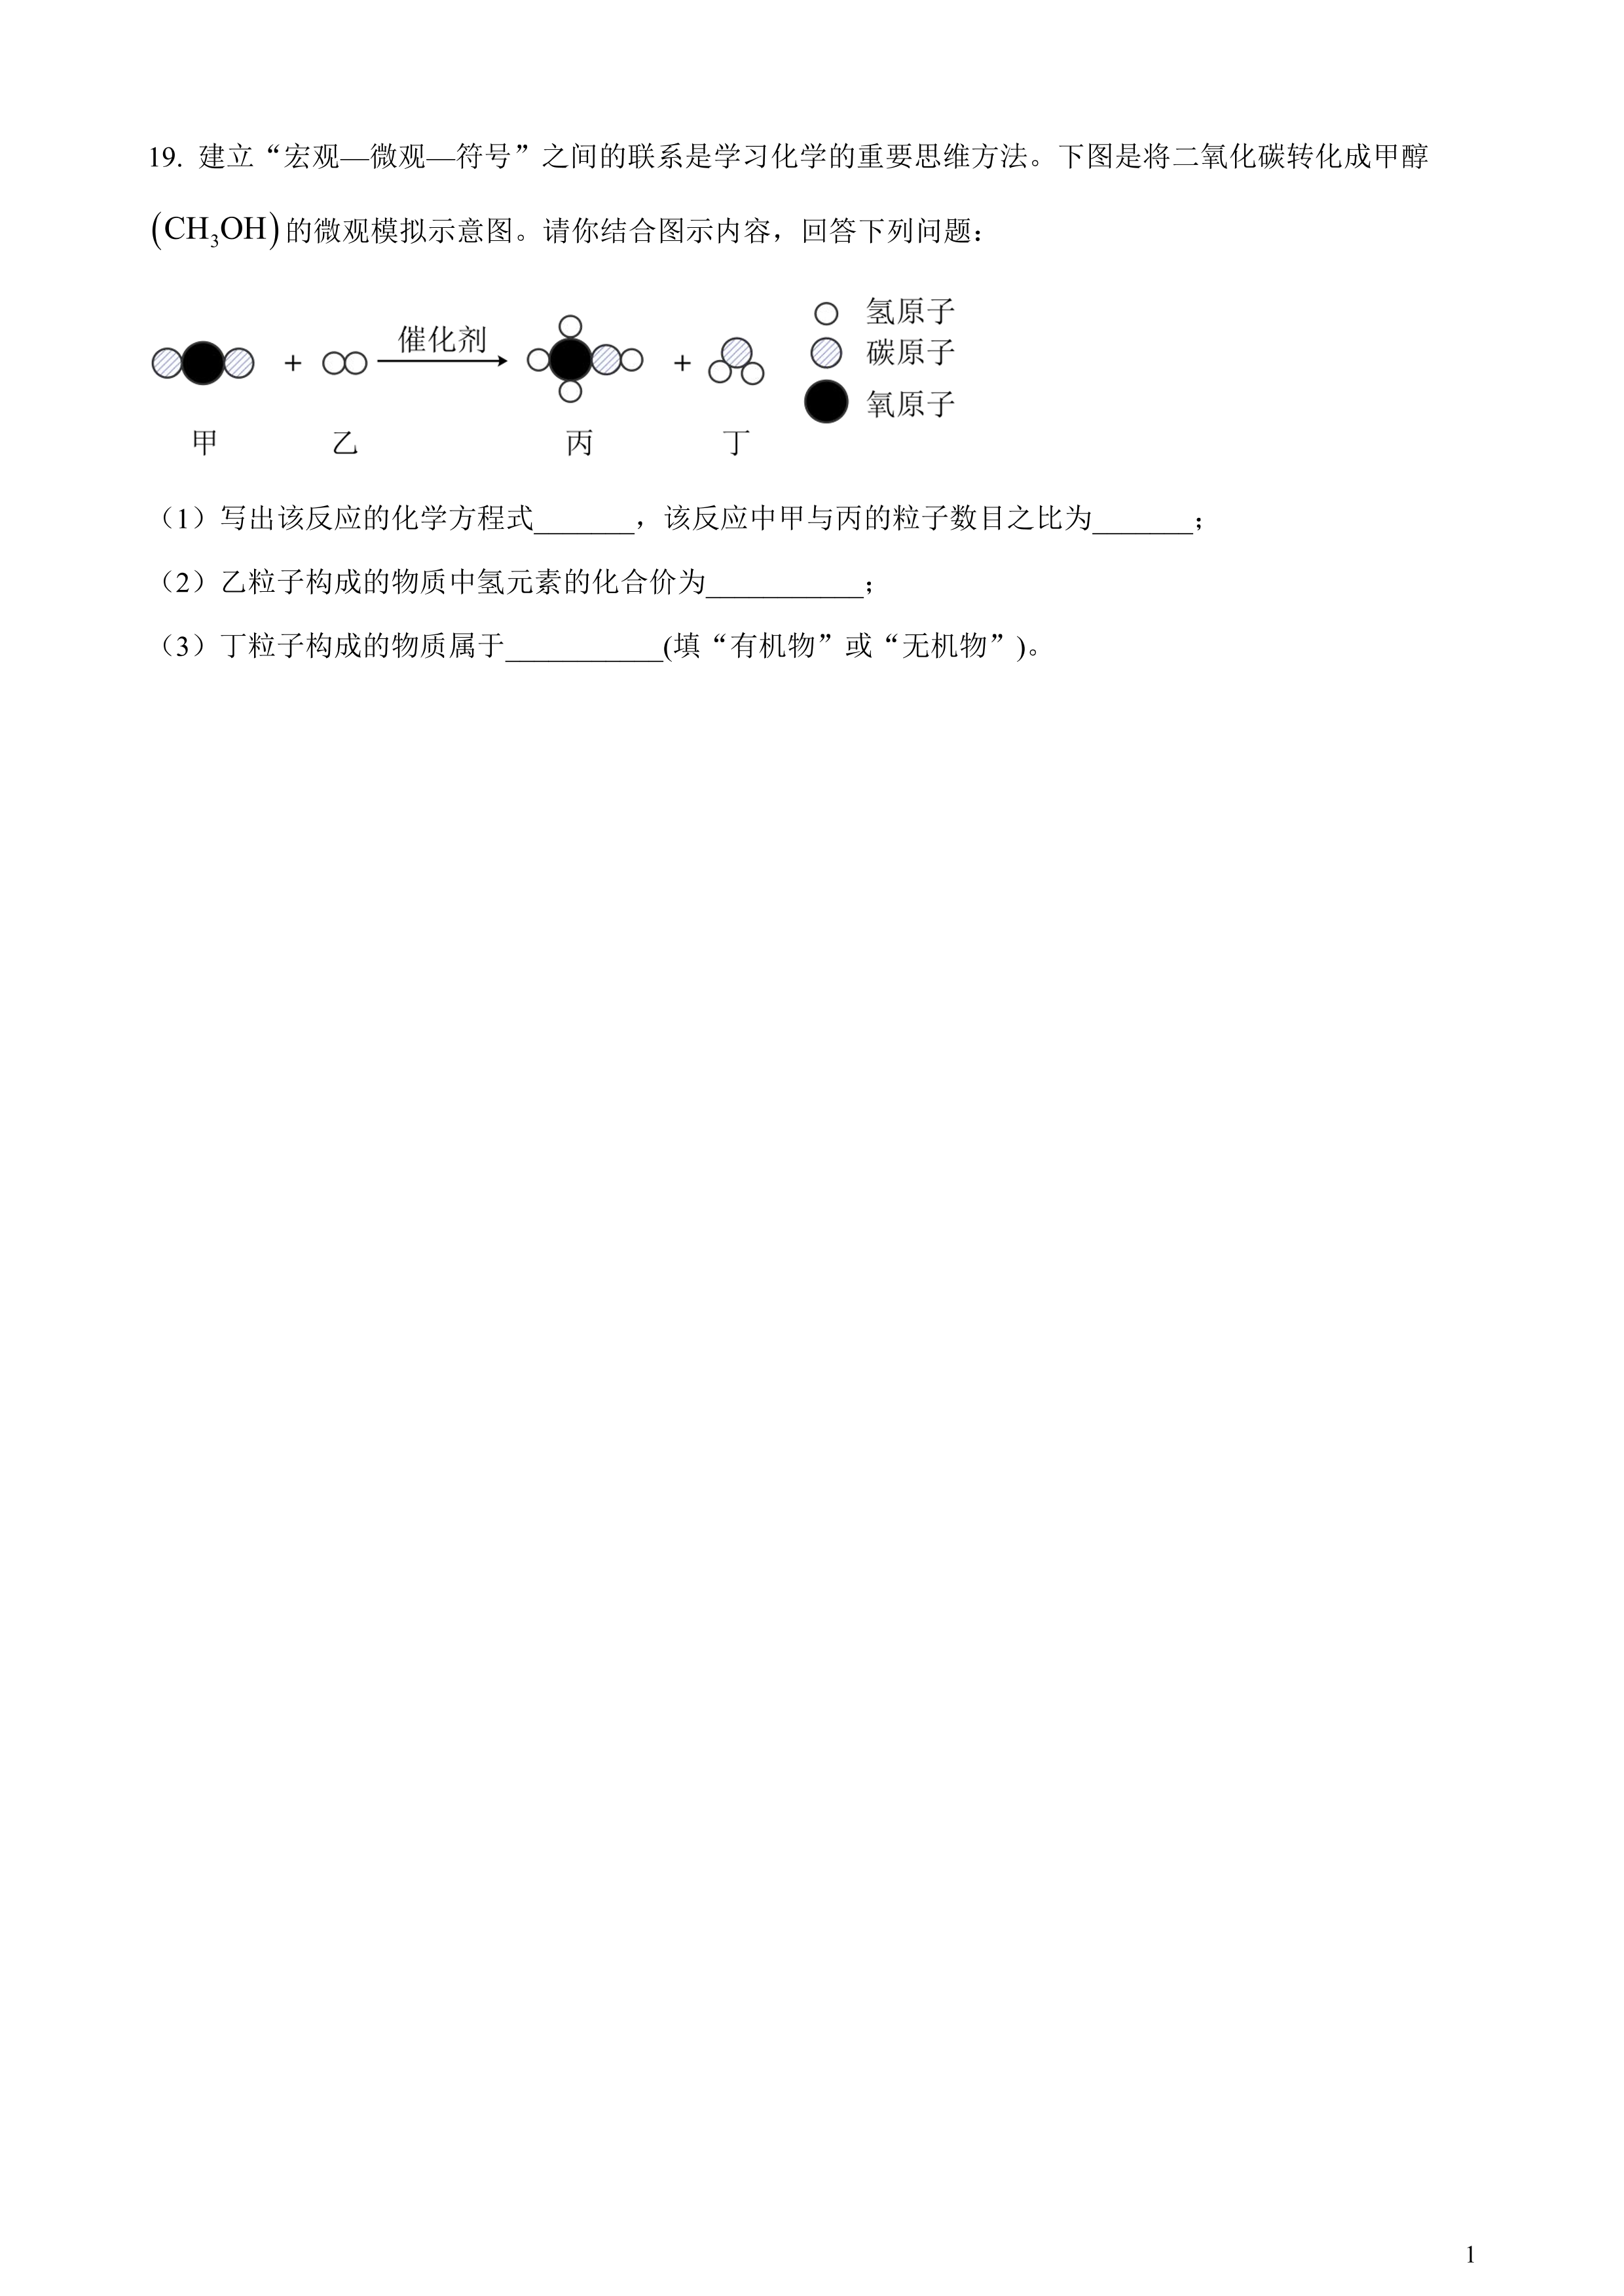 19. 建立“宏观—微观—符号”之间的联系是学习化学的重要思维方法。下图是将二氧化碳转化成甲醇
(CH₃OH)的微观模拟示意图。请你结合图示内容，回答下列问题：
+ 催化剂 +
甲 乙 丙 丁
氢原子
碳原子
氧原子
（1）写出该反应的化学方程式_______，该反应中甲与丙的粒子数目之比为_______；
（2）乙粒子构成的物质中氢元素的化合价为___________；
（3）丁粒子构成的物质属于___________(填“有机物”或“无机物”)。
1